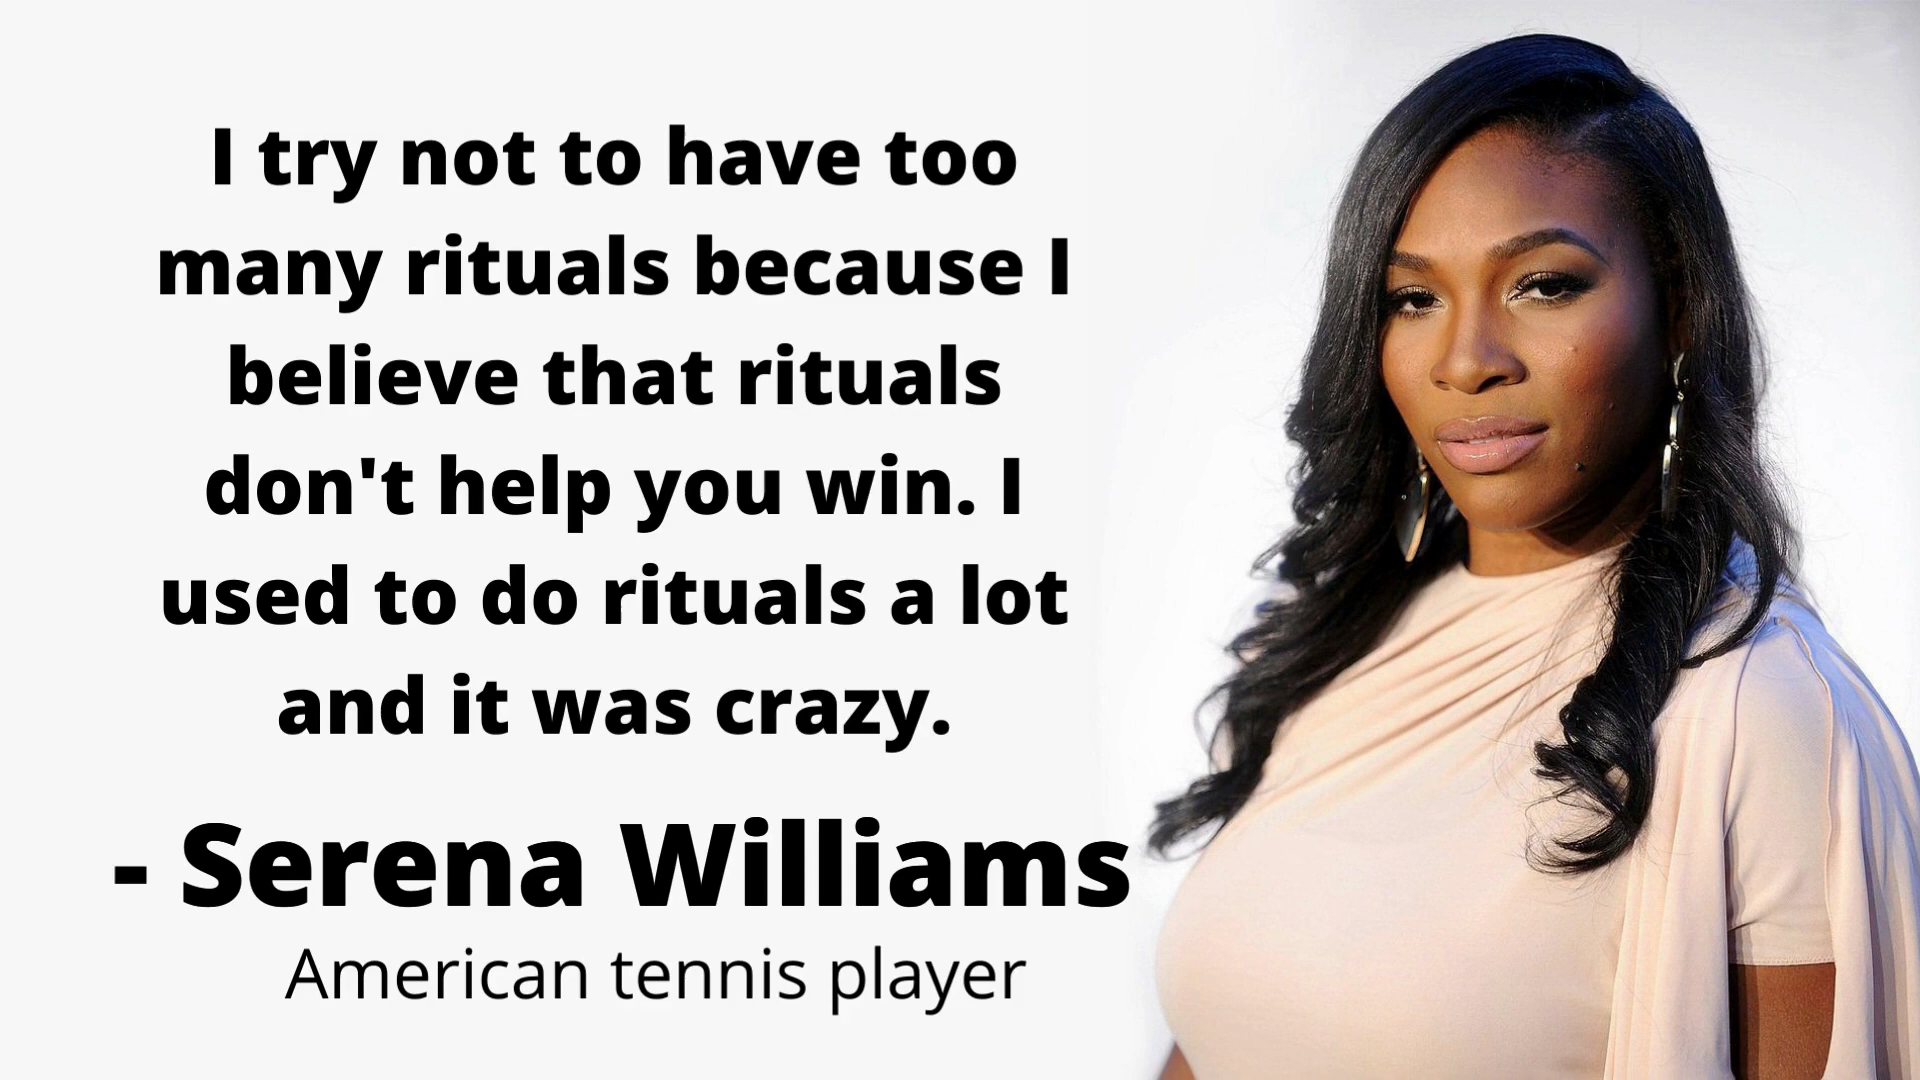 I try not to have too
many rituals because I
believe that rituals
don't help you win. I
used to do rituals a lot
and it was crazy.
- Serena Williams
American tennis player